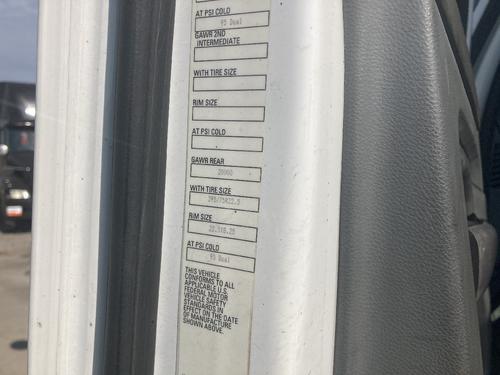 AT PSI COLD
95 Dual
GAWR 2ND
INTERMEDIATE
WITH TIRE SIZE
RIM SIZE
AT PSI COLD
GAWR REAR
20000
WITH TIRE SIZE
295/75R22.5
RIM SIZE
22.5X8.25
AT PSI COLD
95 Dual
THIS VEHICLE
CONFORMS TO ALL
APPLICABLE U.S.
FEDERAL MOTOR
VEHICLE SAFETY
STANDARDS IN
EFFECT ON THE DATE
OF MANUFACTURE
SHOWN ABOVE.